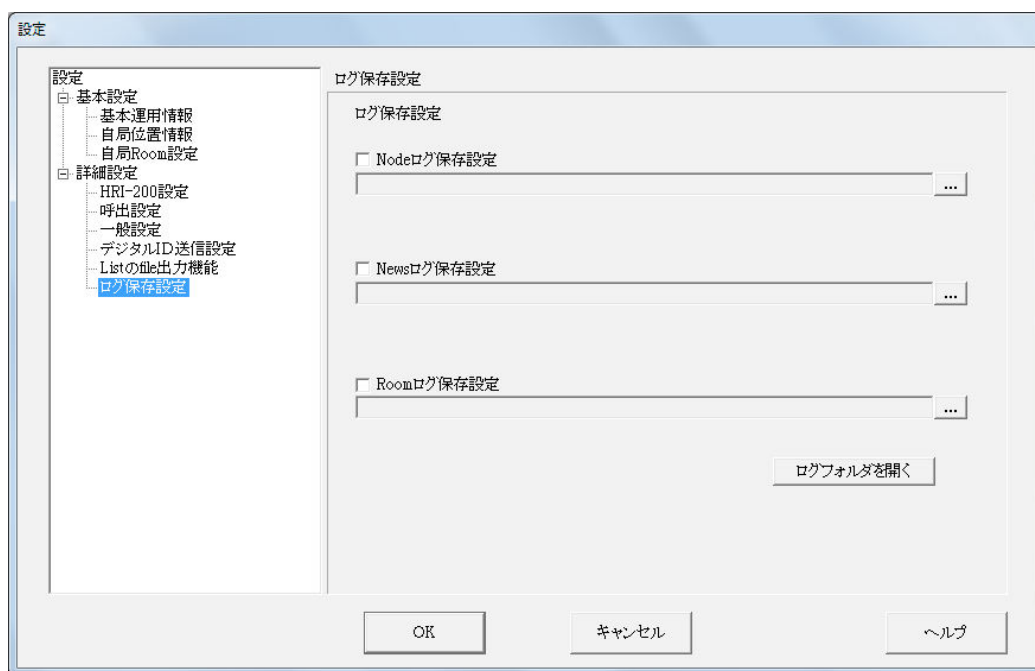 設定
設定
基本設定
基本運用情報
自局位置情報
自局Room設定
詳細設定
HRI-200設定
呼出設定
一般設定
デジタルID送信設定
Listのfile出力機能
ログ保存設定
ログ保存設定
ログ保存設定
Nodeログ保存設定
...
Newsログ保存設定
...
Roomログ保存設定
...
ログフォルダを開く
OK
キャンセル
ヘルプ